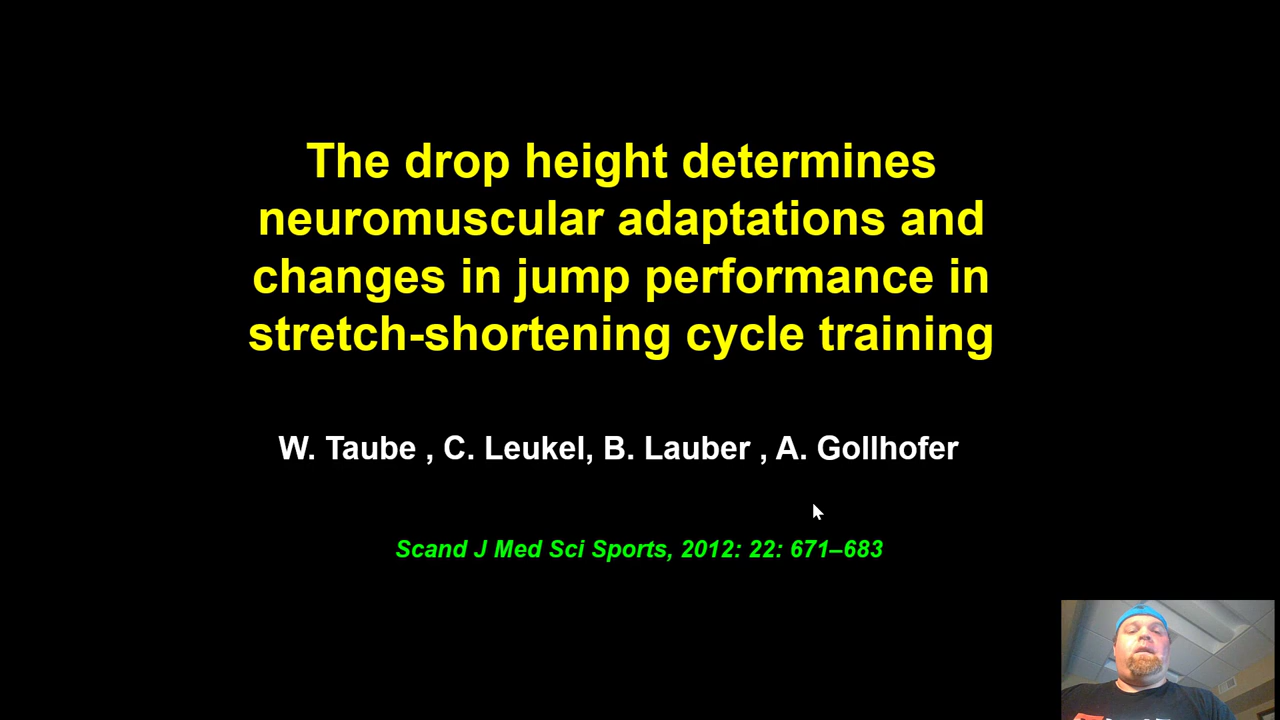 The drop height determines
neuromuscular adaptations and
changes in jump performance in
stretch-shortening cycle training
W. Taube , C. Leukel, B. Lauber , A. Gollhofer
Scand J Med Sci Sports, 2012: 22: 671–683